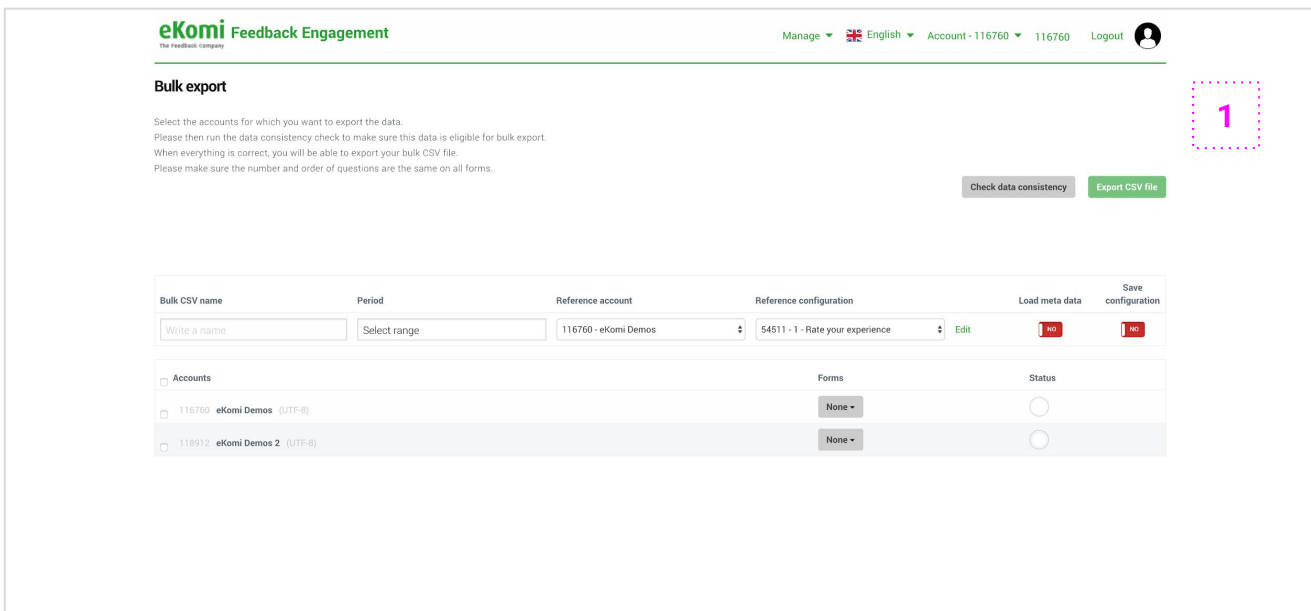 eKomi Feedback Engagement
The Feedback Company
Manage English Account - 116760 116760 Logout
Bulk export
1
Select the accounts for which you want to export the data.
Please then run the data consistency check to make sure this data is eligible for bulk export.
When everything is correct, you will be able to export your bulk CSV file.
Please make sure the number and order of questions are the same on all forms.
Check data consistency Export CSV file
Bulk CSV name Period Reference account Reference configuration Load meta data Save configuration
Write a name Select range 116760 - eKomi Demos 54511 - 1 - Rate your experience Edit NO NO
Accounts Forms Status
116760 eKomi Demos (UTF-8) None
118912 eKomi Demos 2 (UTF-8) None